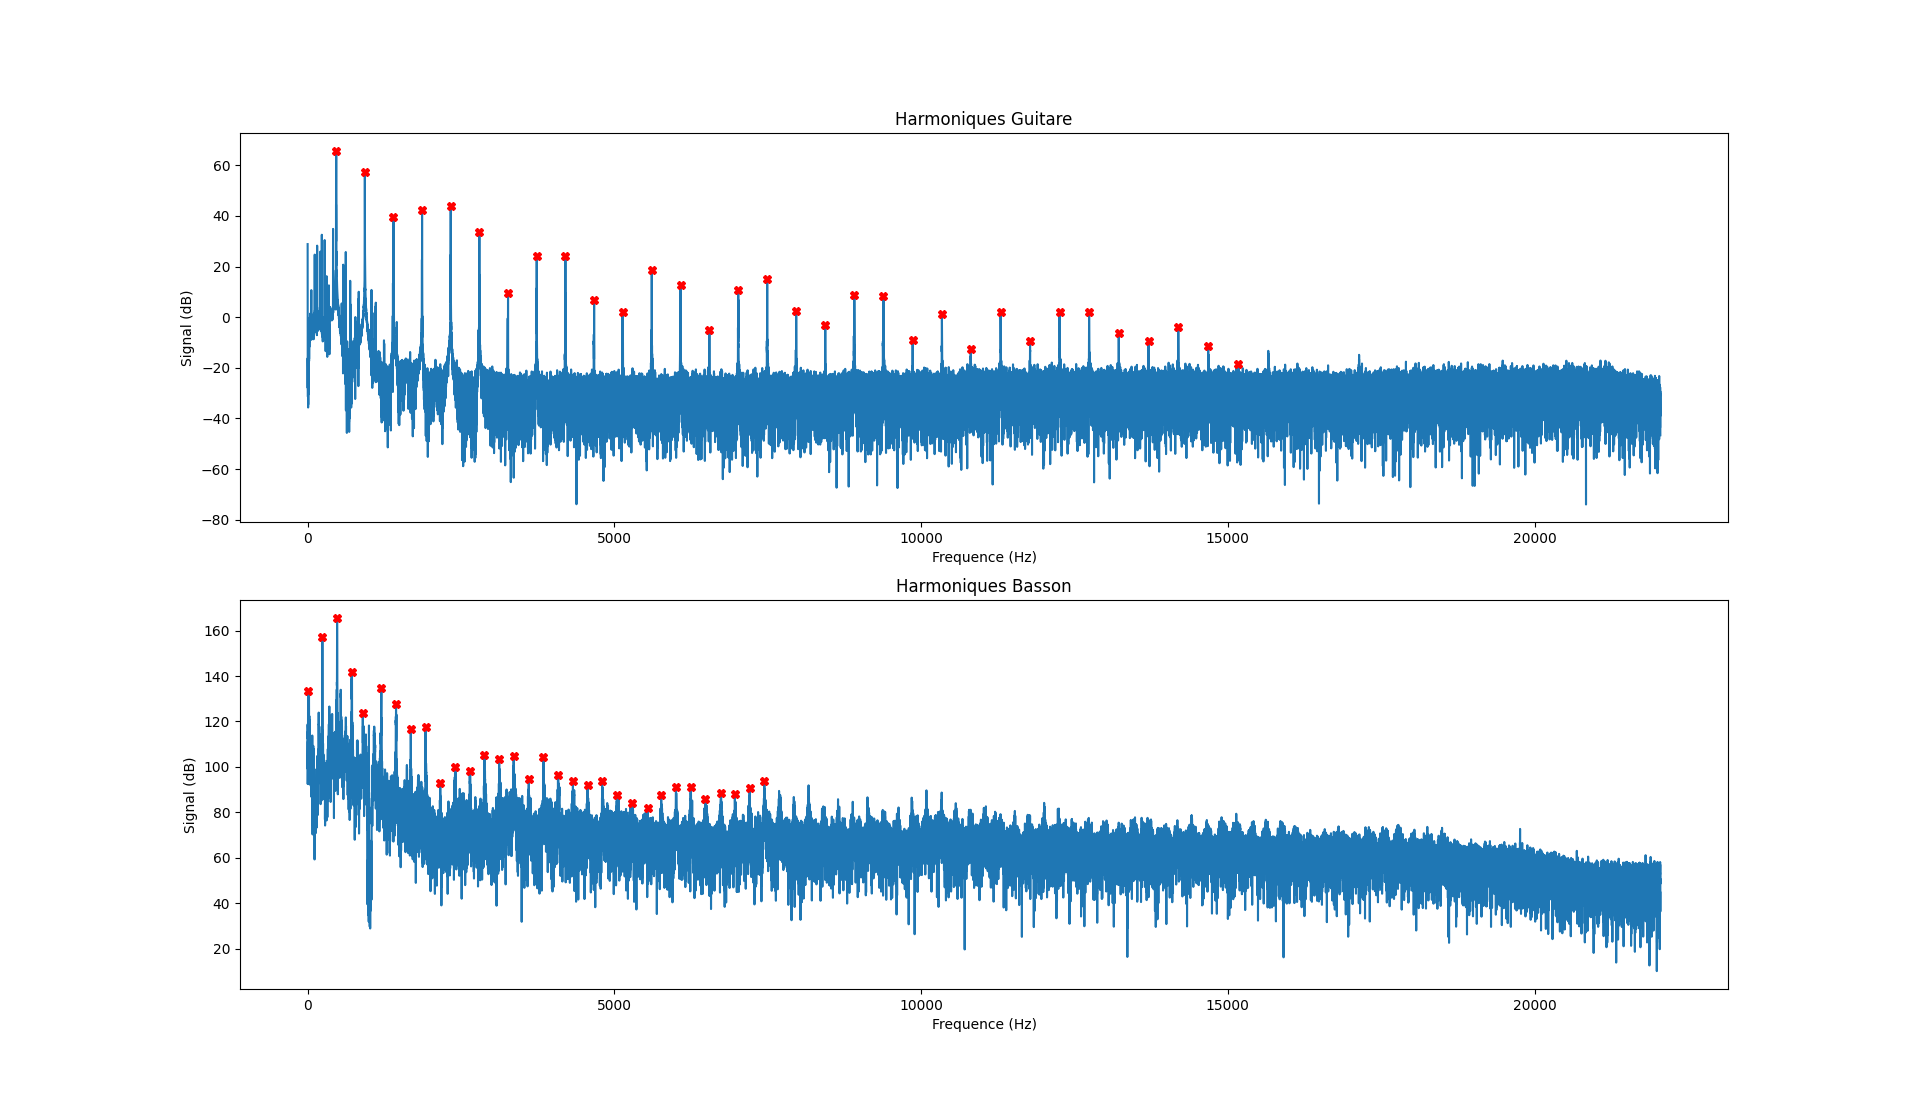 Harmoniques Guitare
60
40
20
0
−20
−40
−60
−80
Signal (dB)
0 5000 10000 15000 20000
Frequence (Hz)
Harmoniques Basson
160
140
120
100
80
60
40
20
Signal (dB)
0 5000 10000 15000 20000
Frequence (Hz)